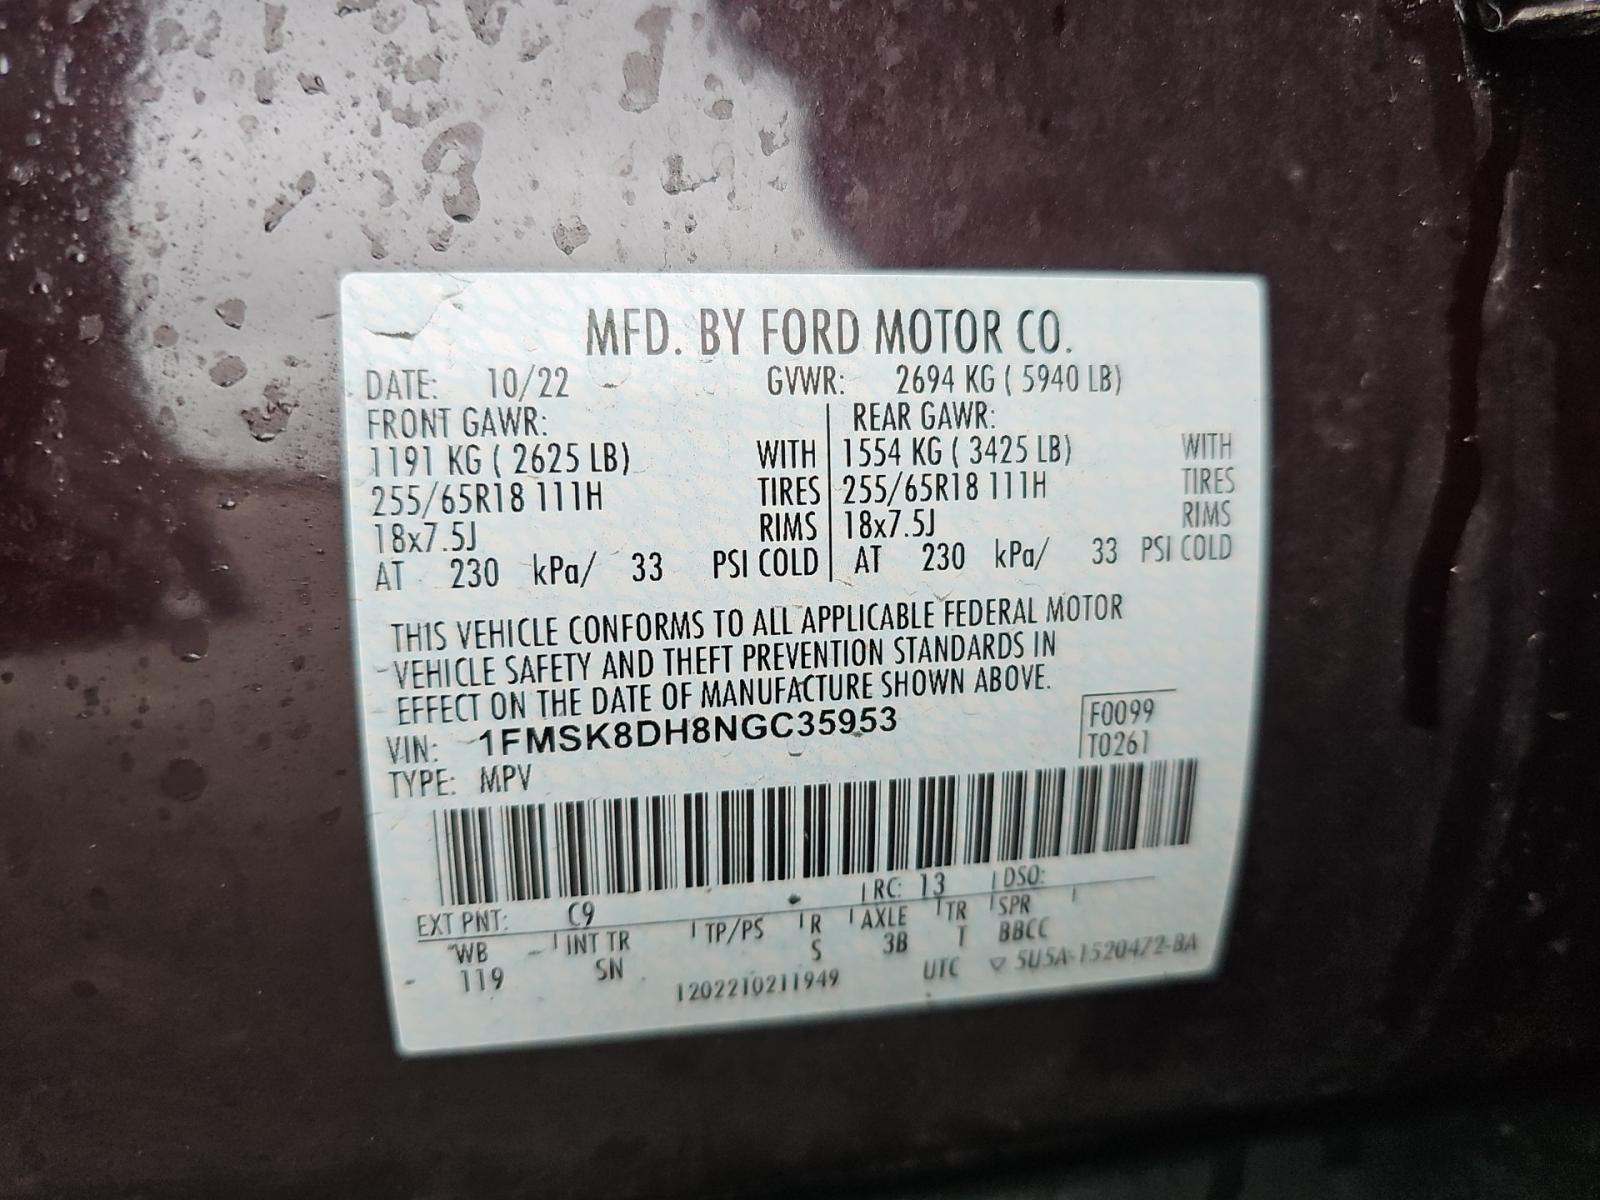 MFD. BY FORD MOTOR CO.
DATE: 10/22 GVWR: 2694 KG ( 5940 LB)
FRONT GAWR: REAR GAWR:
1191 KG ( 2625 LB) WITH 1554 KG ( 3425 LB) WITH
255/65R18 111H TIRES 255/65R18 111H TIRES
18x7.5J RIMS 18x7.5J RIMS
AT 230 kPa/ 33 PSI COLD AT 230 kPa/ 33 PSI COLD
THIS VEHICLE CONFORMS TO ALL APPLICABLE FEDERAL MOTOR
VEHICLE SAFETY AND THEFT PREVENTION STANDARDS IN
EFFECT ON THE DATE OF MANUFACTURE SHOWN ABOVE.
VIN: 1FMSK8DH8NGC35953 F0099
TYPE: MPV T0261
EXT PNT: C9 RC: 13 DSO:
WB INT TR TP/PS R AXLE TR SPR
119 SN S 3B T BBCC
1202210211949 UTC ▽ 5U5A-1520472-BA